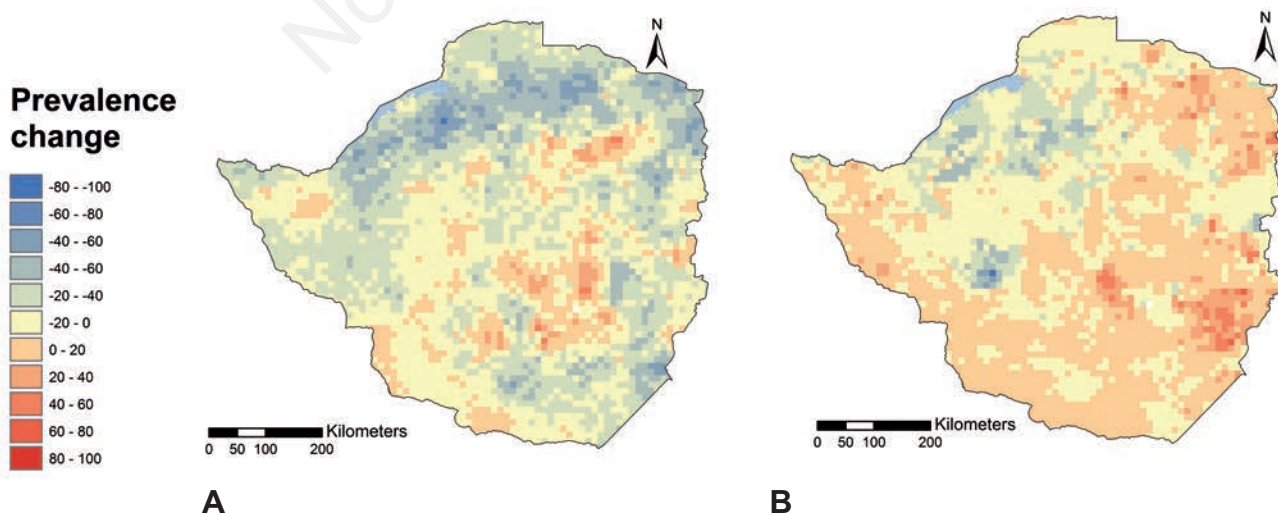 No
N
N
Prevalence
change
-80 - -100
-60 - -80
-40 - -60
-40 - -60
-20 - -40
-20 - 0
0 - 20
20 - 40
40 - 60
60 - 80
80 - 100
Kilometers
0 50 100 200
Kilometers
0 50 100 200
A
B